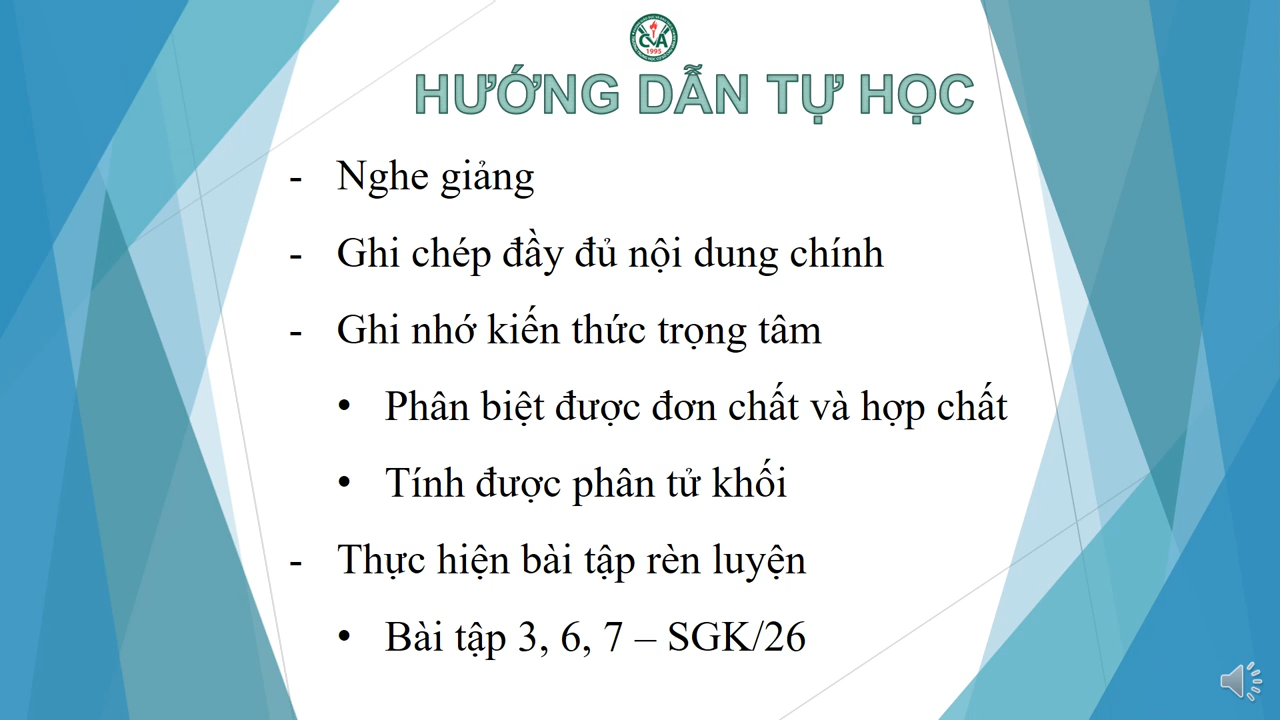 CVA
1995
HƯỚNG DẪN TỰ HỌC
- Nghe giảng
- Ghi chép đầy đủ nội dung chính
- Ghi nhớ kiến thức trọng tâm
• Phân biệt được đơn chất và hợp chất
• Tính được phân tử khối
- Thực hiện bài tập rèn luyện
• Bài tập 3, 6, 7 – SGK/26